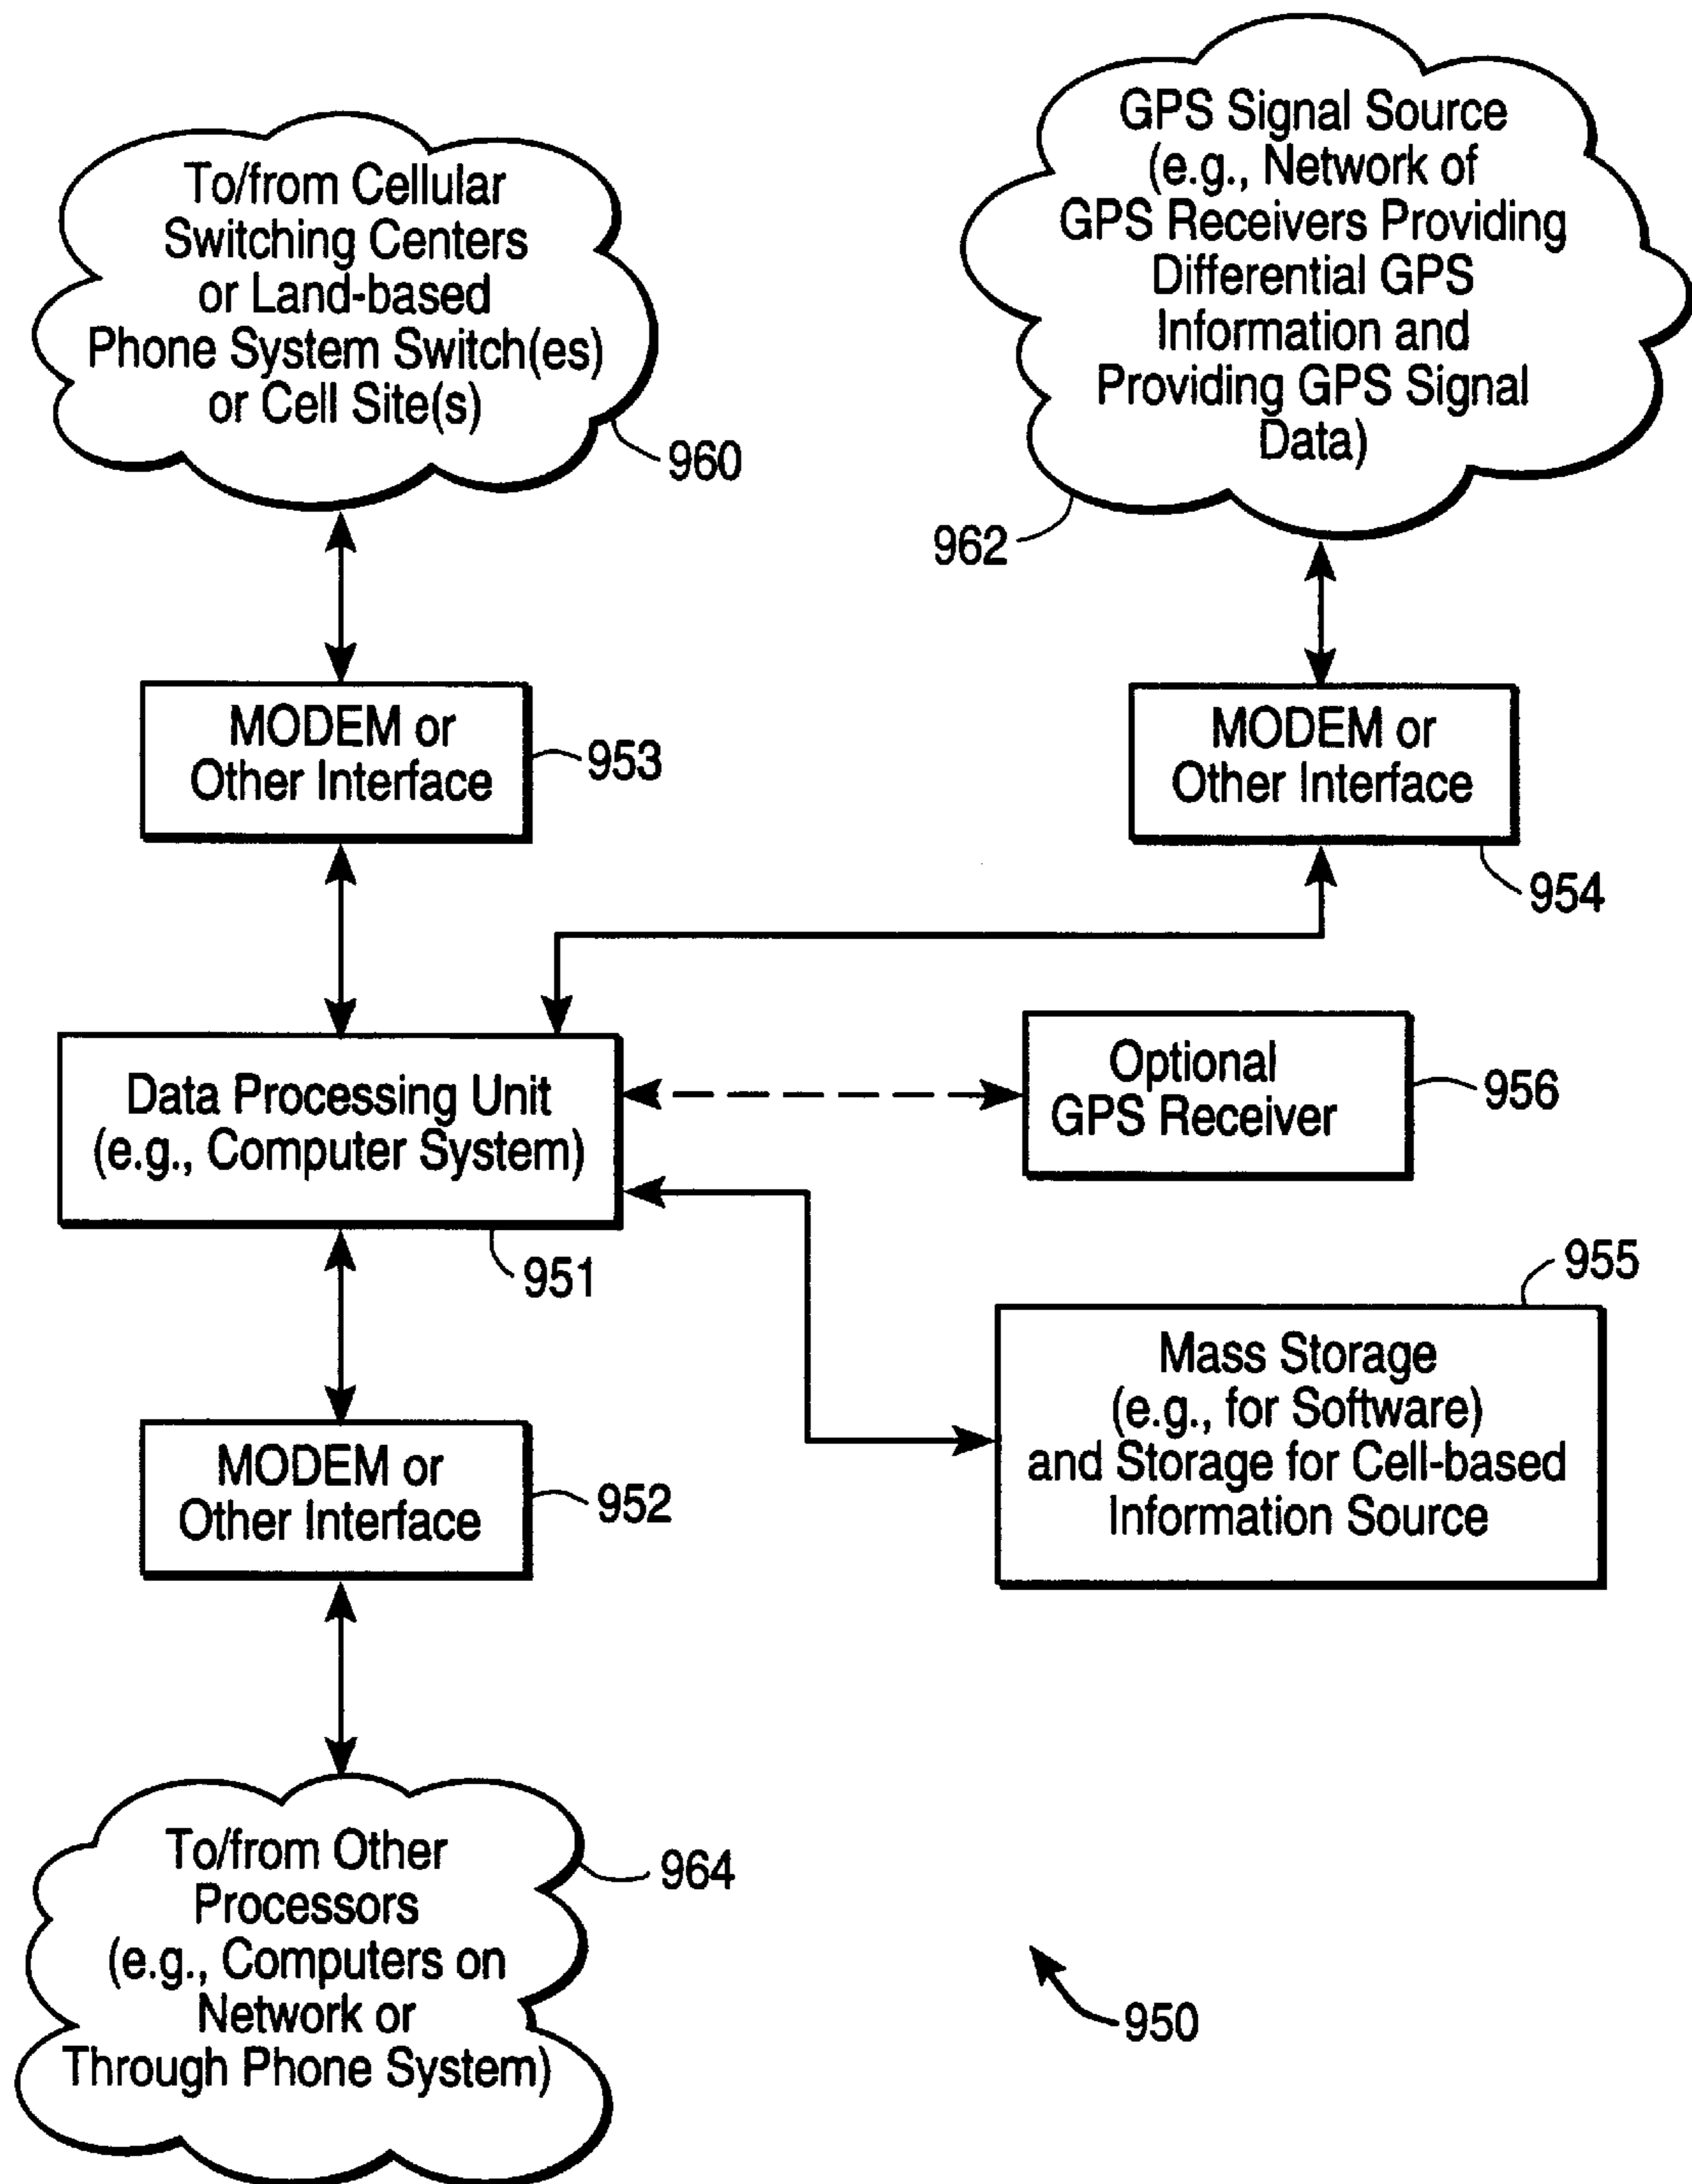 To/from Cellular
Switching Centers
or Land-based
Phone System Switch(es)
or Cell Site(s)
960
GPS Signal Source
(e.g., Network of
GPS Receivers Providing
Differential GPS
Information and
Providing GPS Signal
Data)
962
MODEM or
Other Interface
953
MODEM or
Other Interface
954
Data Processing Unit
(e.g., Computer System)
951
Optional
GPS Receiver
956
955
Mass Storage
(e.g., for Software)
and Storage for Cell-based
Information Source
MODEM or
Other Interface
952
To/from Other
Processors
(e.g., Computers on
Network or
Through Phone System)
964
950